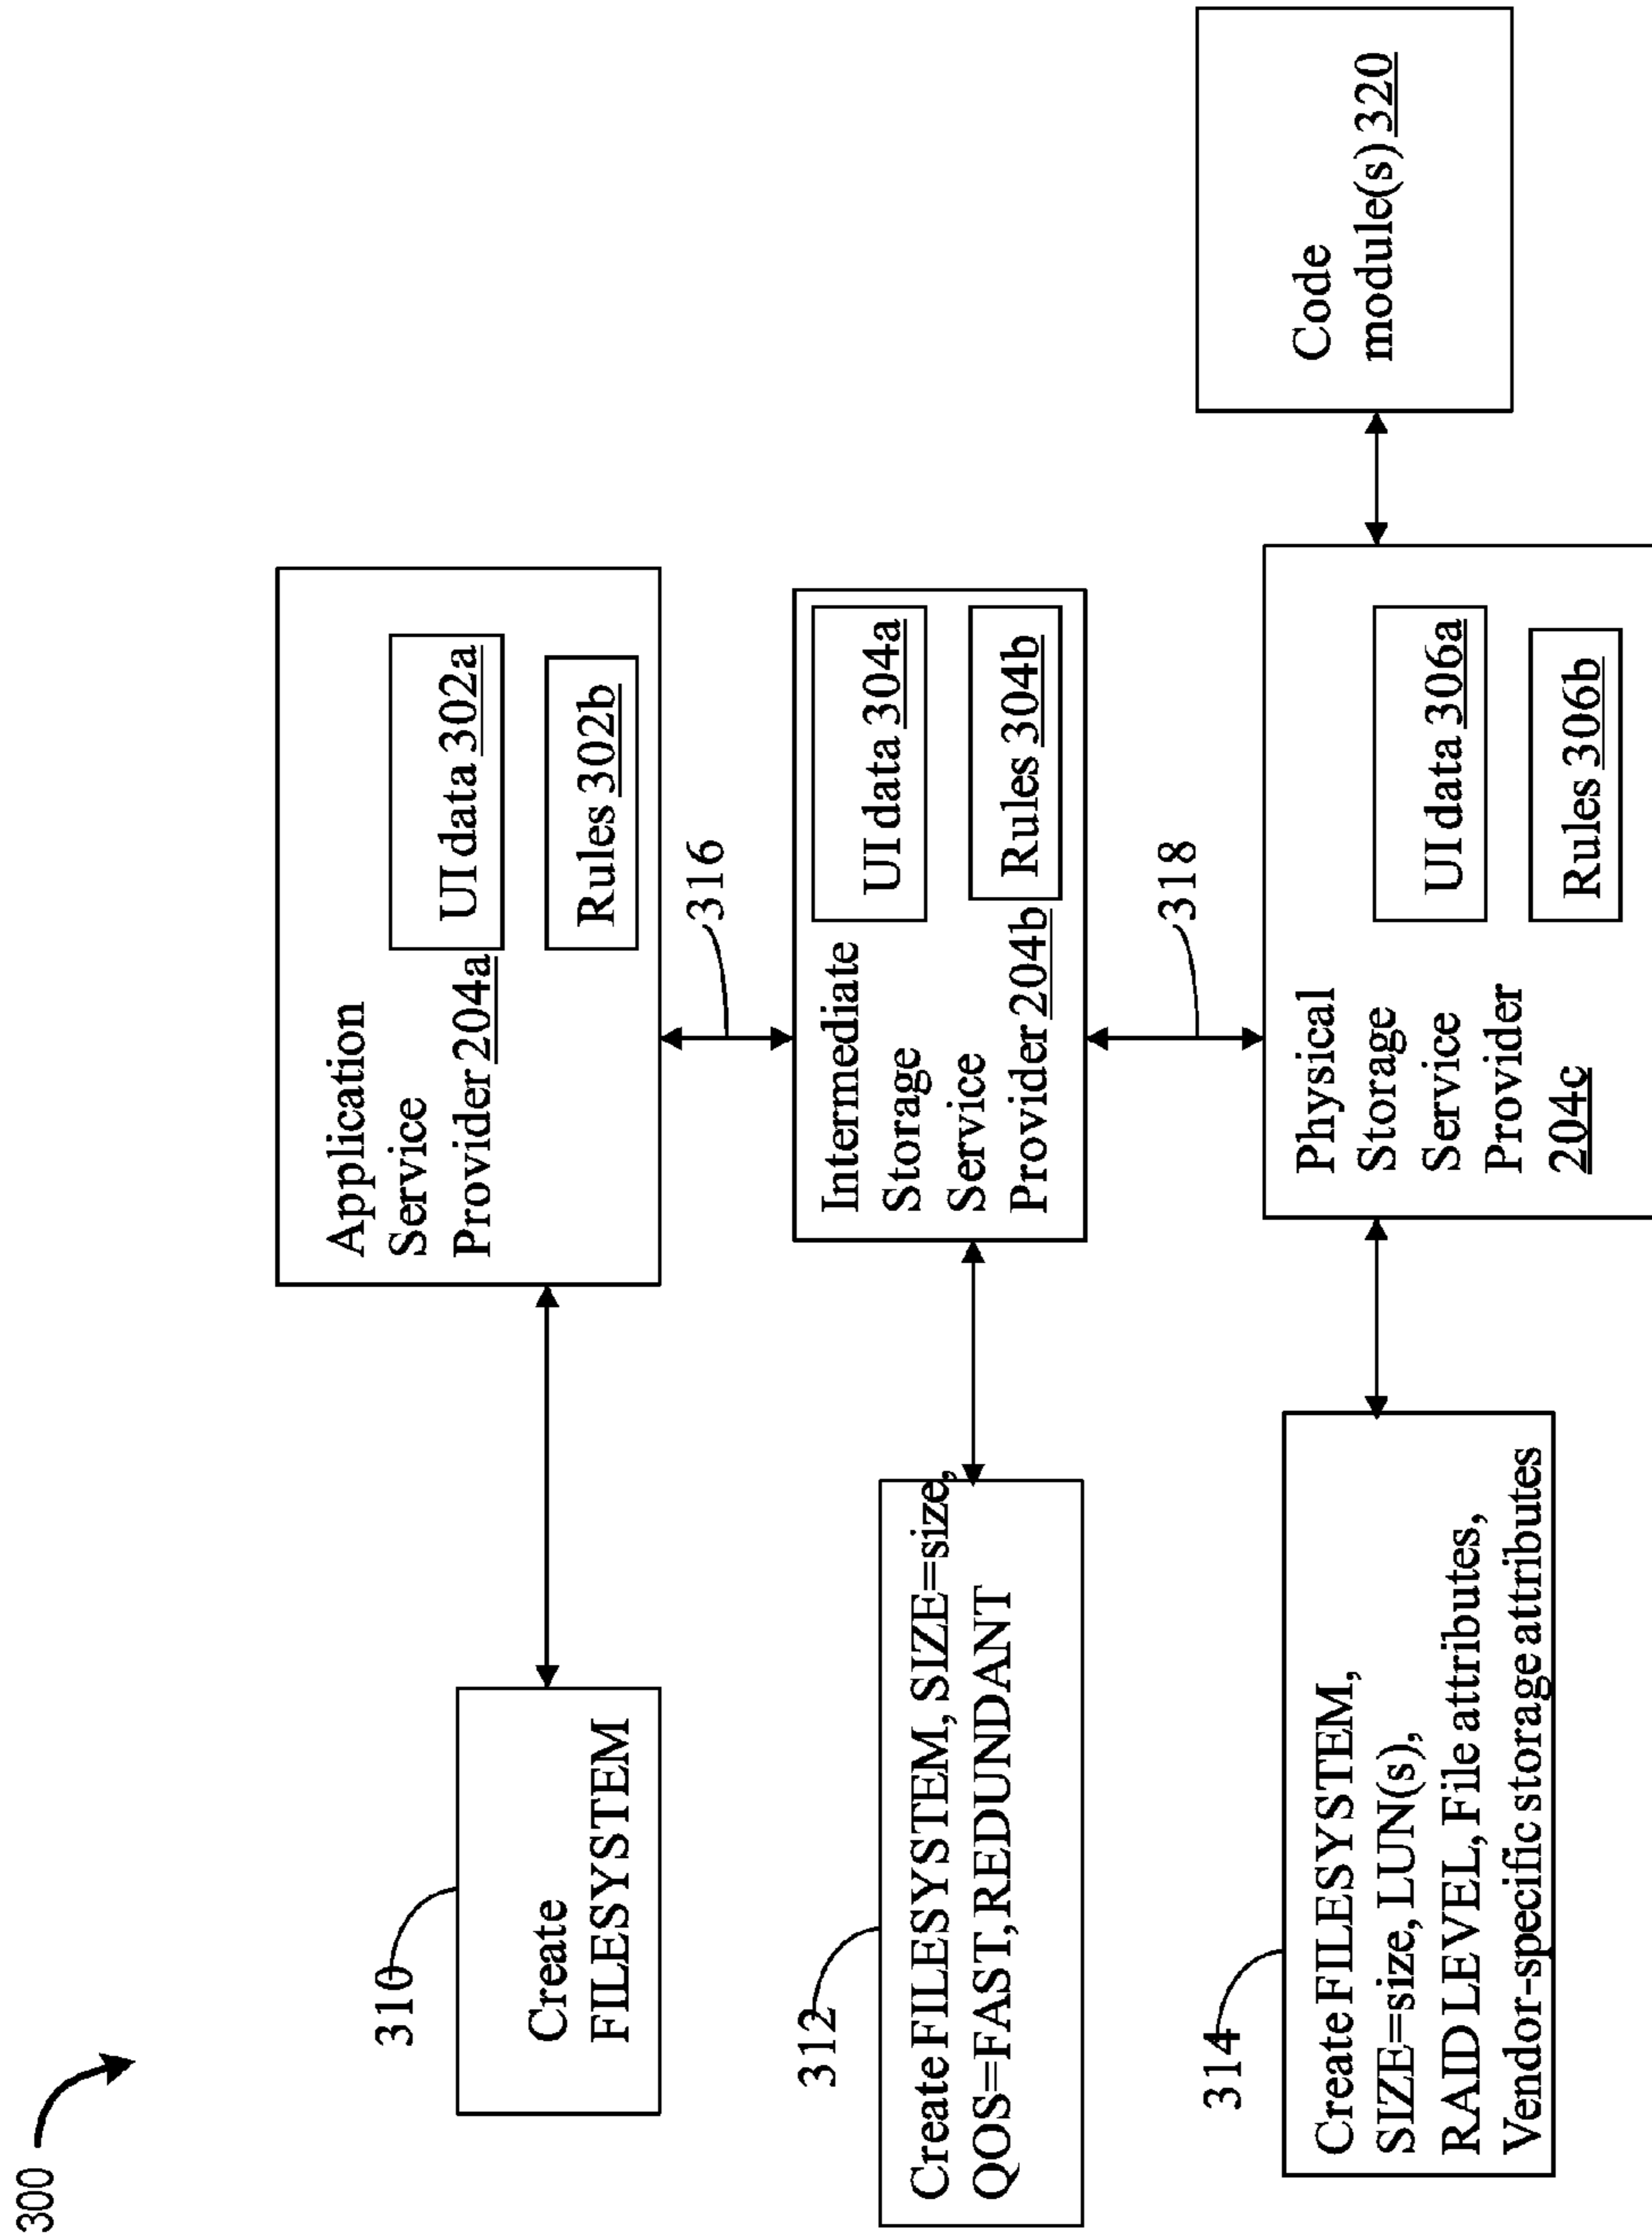 300
310
Create
FILESYSTEM
Application
Service
Provider 204a
UI data 302a
Rules 302b
316
312
Create FILESYSTEM, SIZE=size,
QOS=FAST, REDUNDANT
Intermediate
Storage
Service
Provider 204b
UI data 304a
Rules 304b
318
314
Create FILESYSTEM,
SIZE=size, LUN(s),
RAID LEVEL, File attributes,
Vendor-specific storage attributes
Physical
Storage
Service
Provider
204c
UI data 306a
Rules 306b
Code
module(s) 320